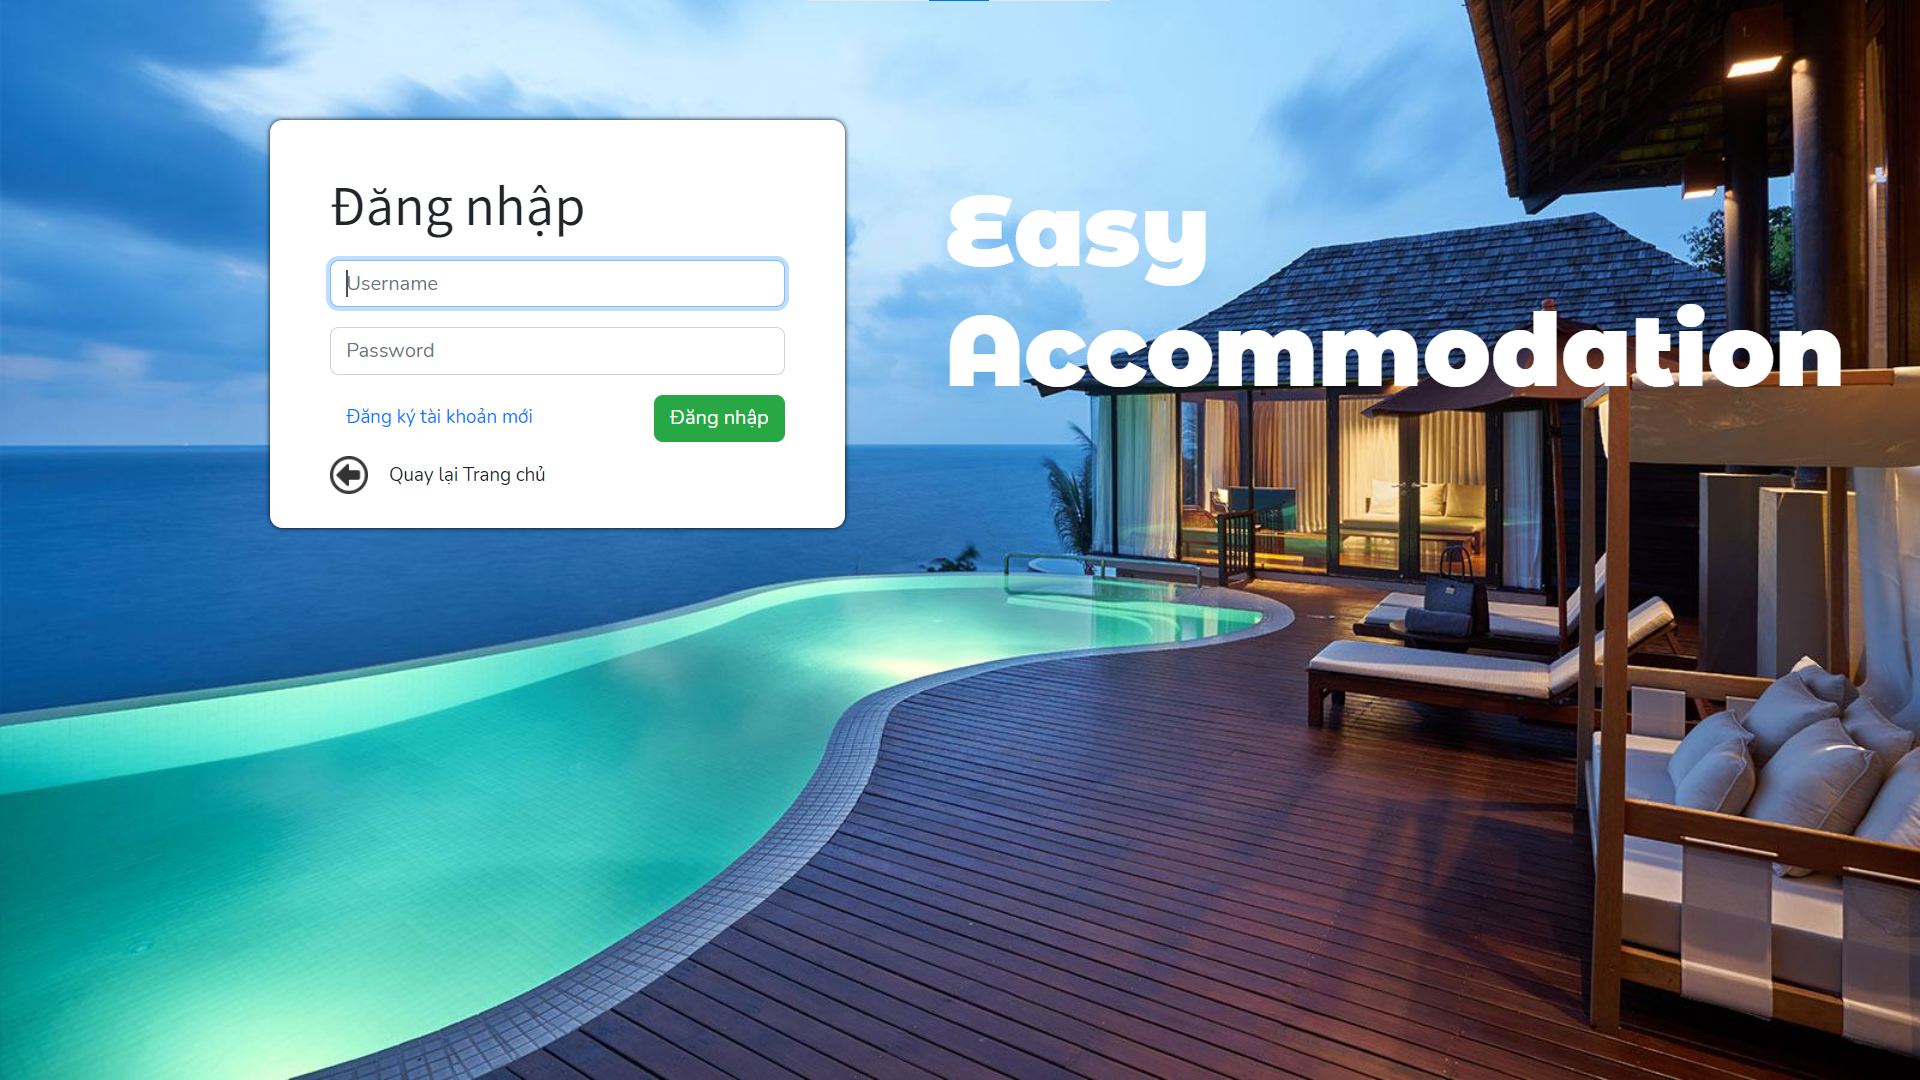 Đăng nhập
Username
Password
Đăng ký tài khoản mới
Đăng nhập
Quay lại Trang chủ
Easy
Accommodation